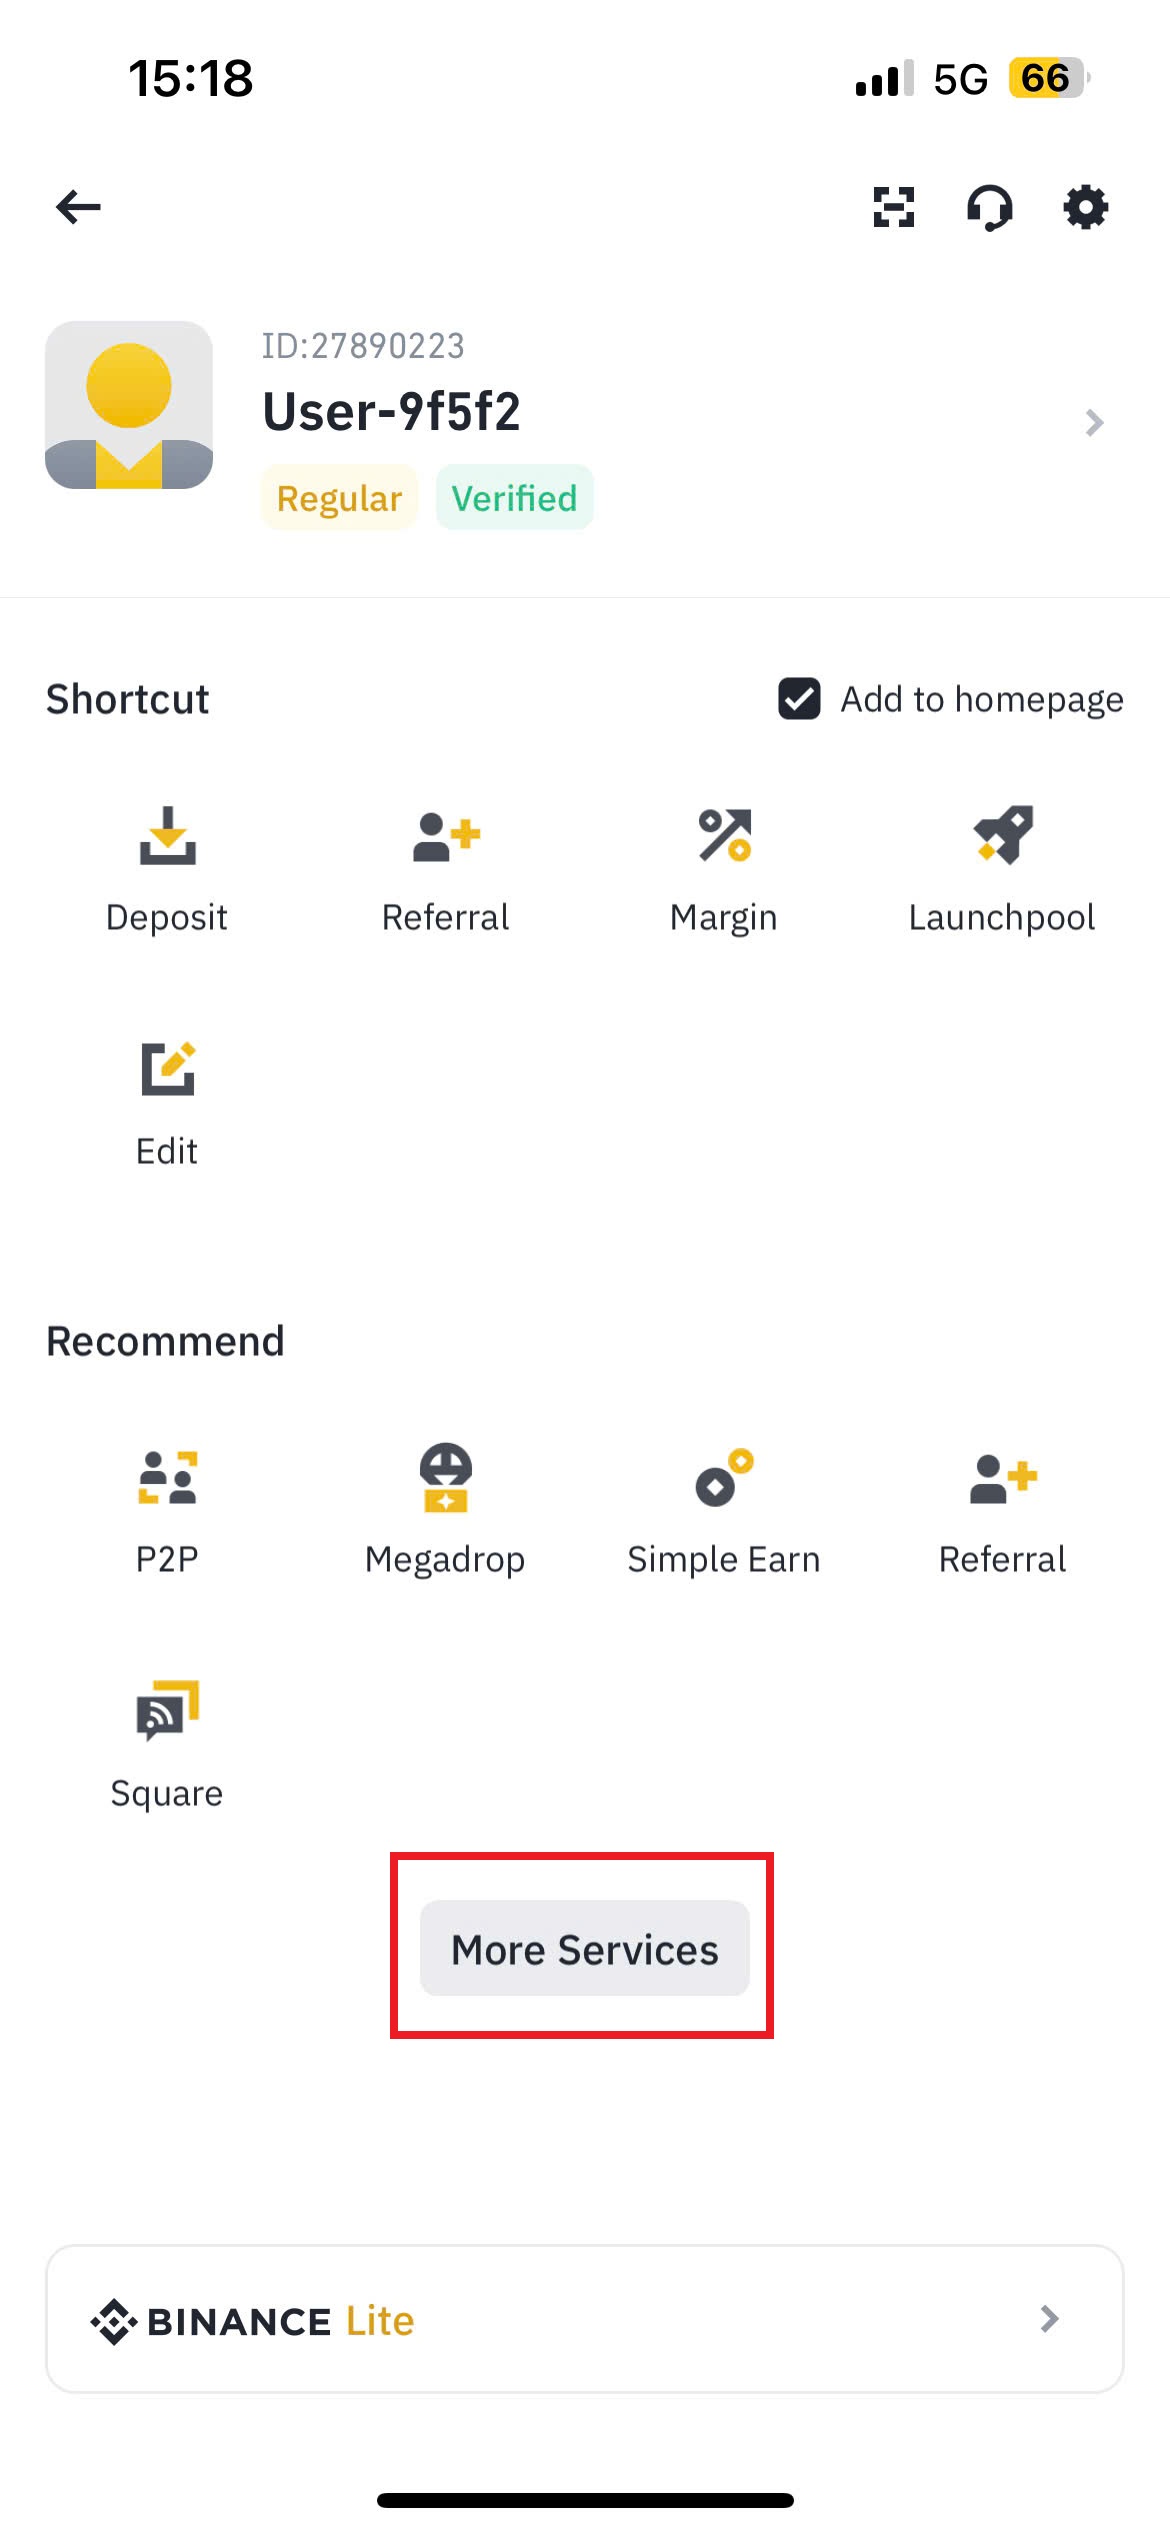 15:18 5G 66
ID:27890223
User-9f5f2
Regular Verified
Shortcut Add to homepage
Deposit Referral Margin Launchpool
Edit
Recommend
P2P Megadrop Simple Earn Referral
Square
More Services
BINANCE Lite